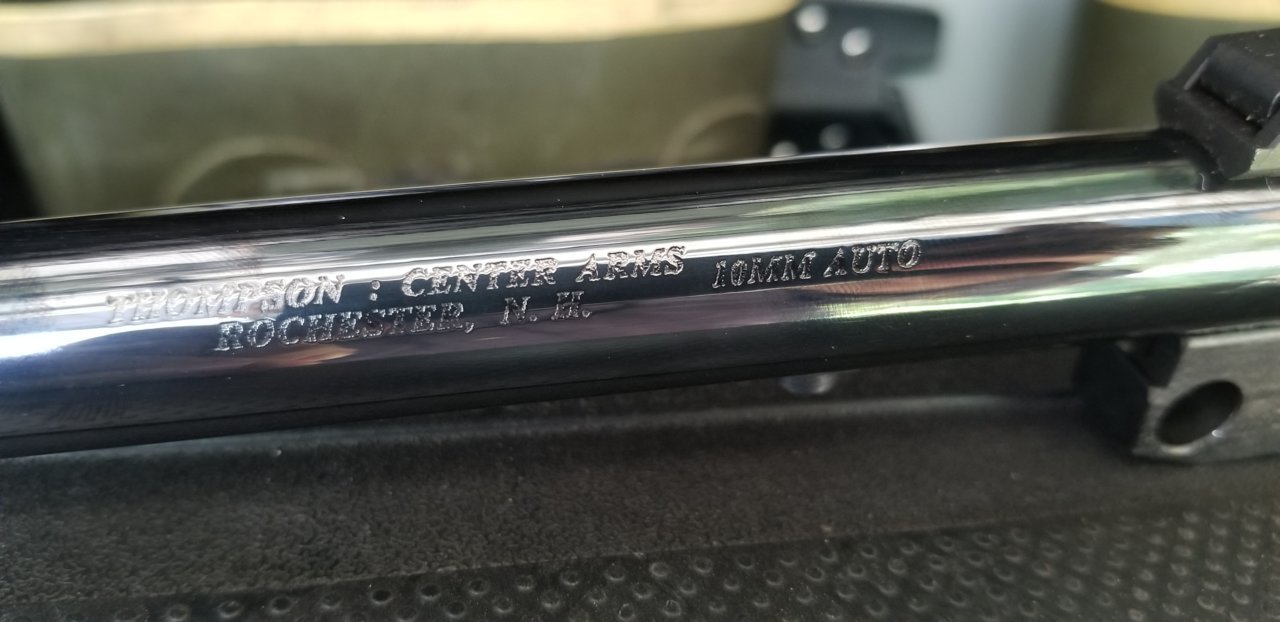 THOMPSON : CENTER ARMS 10MM AUTO
ROCHESTER, N. H.